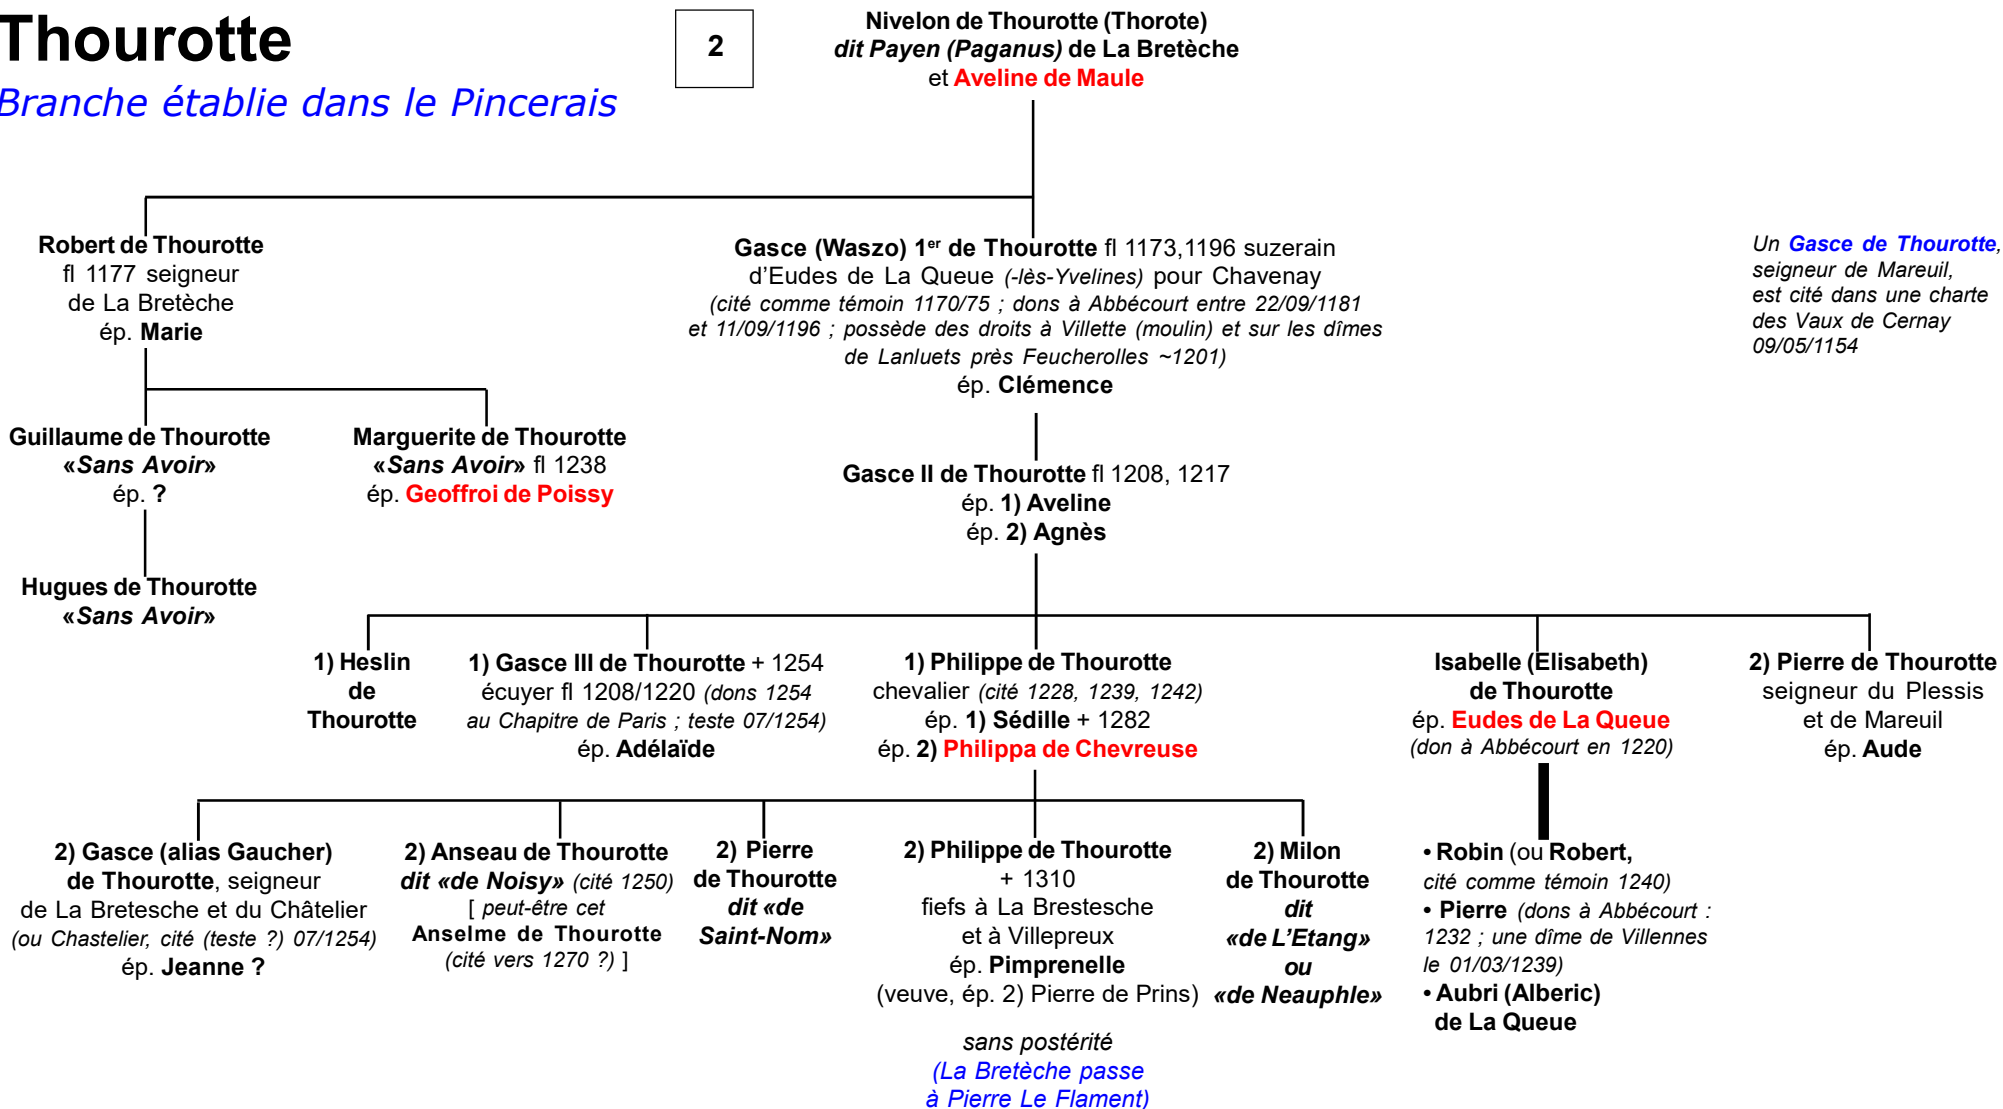 Thourotte
Branche établie dans le Pincerais
2
Nivelon de Thourotte (Thorote)
dit Payen (Paganus) de La Bretèche
et Aveline de Maule
Robert de Thourotte
fl 1177 seigneur
de La Bretèche
ép. Marie
Gasce (Waszo) 1er de Thourotte fl 1173,1196 suzerain
d'Eudes de La Queue (-lès-Yvelines) pour Chavenay
(cité comme témoin 1170/75 ; dons à Abbécourt entre 22/09/1181
et 11/09/1196 ; possède des droits à Villette (moulin) et sur les dîmes
de Lanluets près Feucherolles ~1201)
ép. Clémence
Un Gasce de Thourotte,
seigneur de Mareuil,
est cité dans une charte
des Vaux de Cernay
09/05/1154
Guillaume de Thourotte
«Sans Avoir»
ép. ?
Marguerite de Thourotte
«Sans Avoir» fl 1238
ép. Geoffroi de Poissy
Gasce II de Thourotte fl 1208, 1217
ép. 1) Aveline
ép. 2) Agnès
Hugues de Thourotte
«Sans Avoir»
1) Heslin
de
Thourotte
1) Gasce III de Thourotte + 1254
écuyer fl 1208/1220 (dons 1254
au Chapitre de Paris ; teste 07/1254)
ép. Adélaïde
1) Philippe de Thourotte
chevalier (cité 1228, 1239, 1242)
ép. 1) Sédille + 1282
ép. 2) Philippa de Chevreuse
Isabelle (Elisabeth)
de Thourotte
ép. Eudes de La Queue
(don à Abbécourt en 1220)
2) Pierre de Thourotte
seigneur du Plessis
et de Mareuil
ép. Aude
2) Gasce (alias Gaucher)
de Thourotte, seigneur
de La Bretesche et du Châtelier
(ou Chastelier, cité (teste ?) 07/1254)
ép. Jeanne ?
2) Anseau de Thourotte
dit «de Noisy» (cité 1250)
[ peut-être cet
Anselme de Thourotte
(cité vers 1270 ?) ]
2) Pierre
de Thourotte
dit «de
Saint-Nom»
2) Philippe de Thourotte
+ 1310
fiefs à La Brestesche
et à Villepreux
ép. Pimprenelle
(veuve, ép. 2) Pierre de Prins)
sans postérité
(La Bretèche passe
à Pierre Le Flament)
2) Milon
de Thourotte
dit
«de L'Etang»
ou
«de Neauphle»
• Robin (ou Robert,
cité comme témoin 1240)
• Pierre (dons à Abbécourt :
1232 ; une dîme de Villennes
le 01/03/1239)
• Aubri (Alberic)
de La Queue